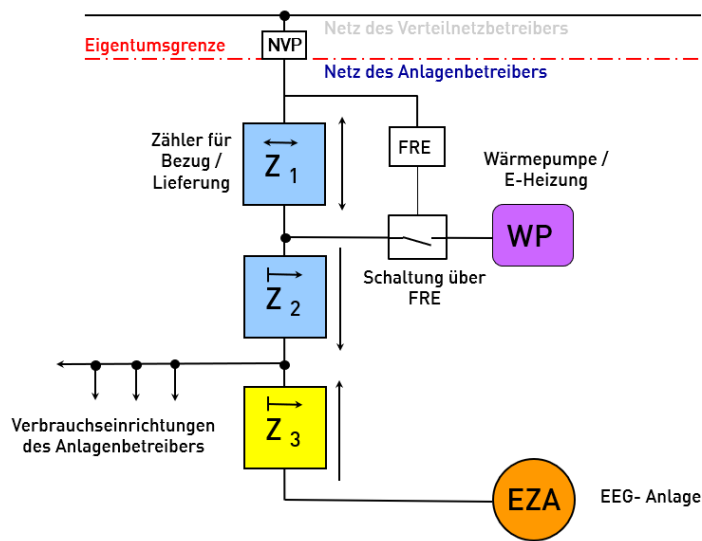 Netz des Verteilnetzbetreibers
Eigentumsgrenze
NVP
Netz des Anlagenbetreibers
Zähler für
Bezug /
Lieferung
Z 1
FRE
Wärmepumpe /
E-Heizung
WP
Schaltung über
FRE
Z 2
Verbrauchseinrichtungen
des Anlagenbetreibers
Z 3
EZA
EEG- Anlage